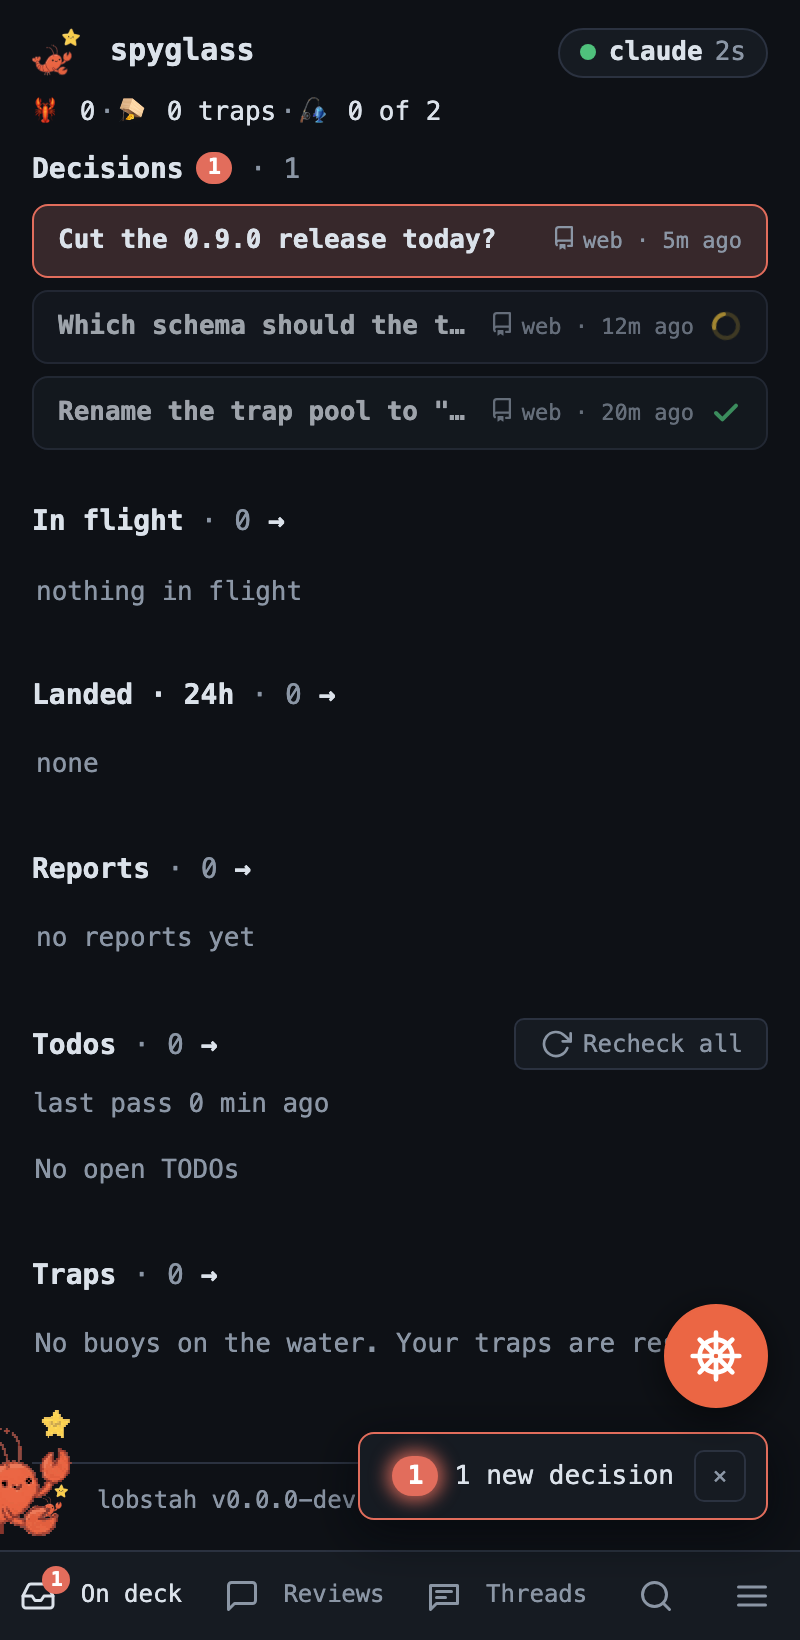 spyglass
claude 2s
0 · 0 traps · 0 of 2
Decisions 1 · 1
Cut the 0.9.0 release today? web · 5m ago
Which schema should the t… web · 12m ago
Rename the trap pool to "… web · 20m ago
In flight · 0 →
nothing in flight
Landed · 24h · 0 →
none
Reports · 0 →
no reports yet
Todos · 0 →
Recheck all
last pass 0 min ago
No open TODOs
Traps · 0 →
No buoys on the water. Your traps are
1 1 new decision ×
lobstah v0.0.0-dev
1 On deck Reviews Threads